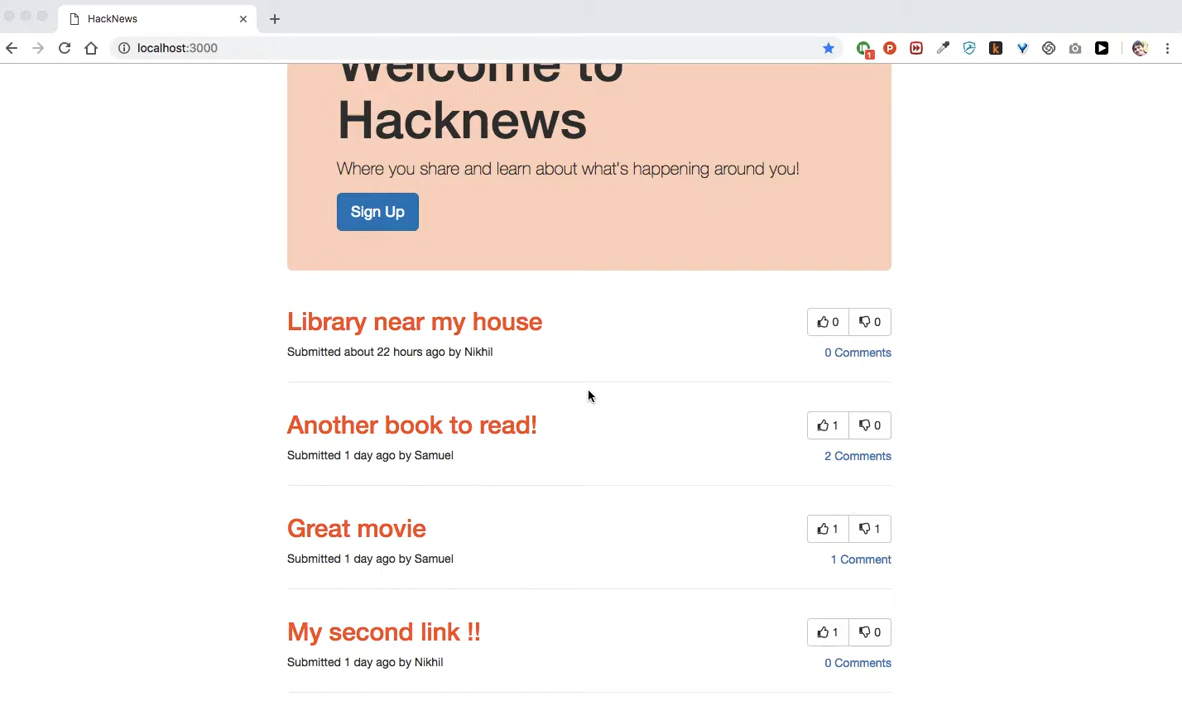 HackNews
localhost:3000
1
Welcome to
Hacknews
Where you share and learn about what's happening around you!
Sign Up
Library near my house
0 0
Submitted about 22 hours ago by Nikhil
0 Comments
Another book to read!
1 0
Submitted 1 day ago by Samuel
2 Comments
Great movie
1 1
Submitted 1 day ago by Samuel
1 Comment
My second link !!
1 0
Submitted 1 day ago by Nikhil
0 Comments